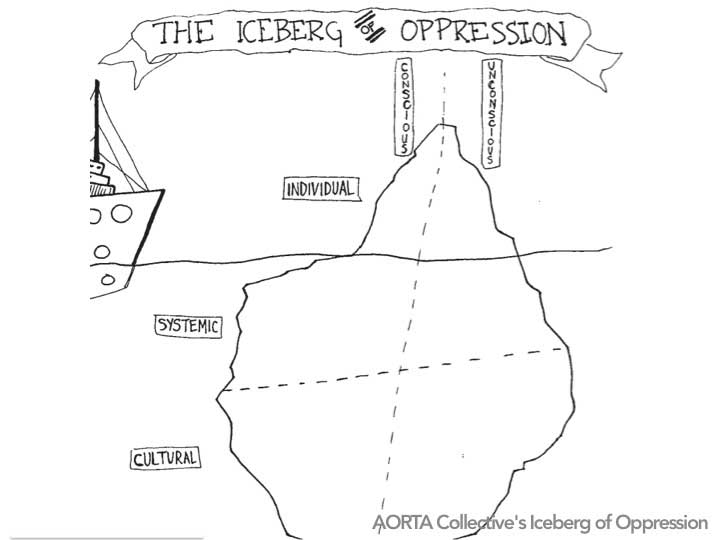 THE ICEBERG OF OPPRESSION
CONSCIOUS
UNCONSCIOUS
INDIVIDUAL
SYSTEMIC
CULTURAL
AORTA Collective's Iceberg of Oppression